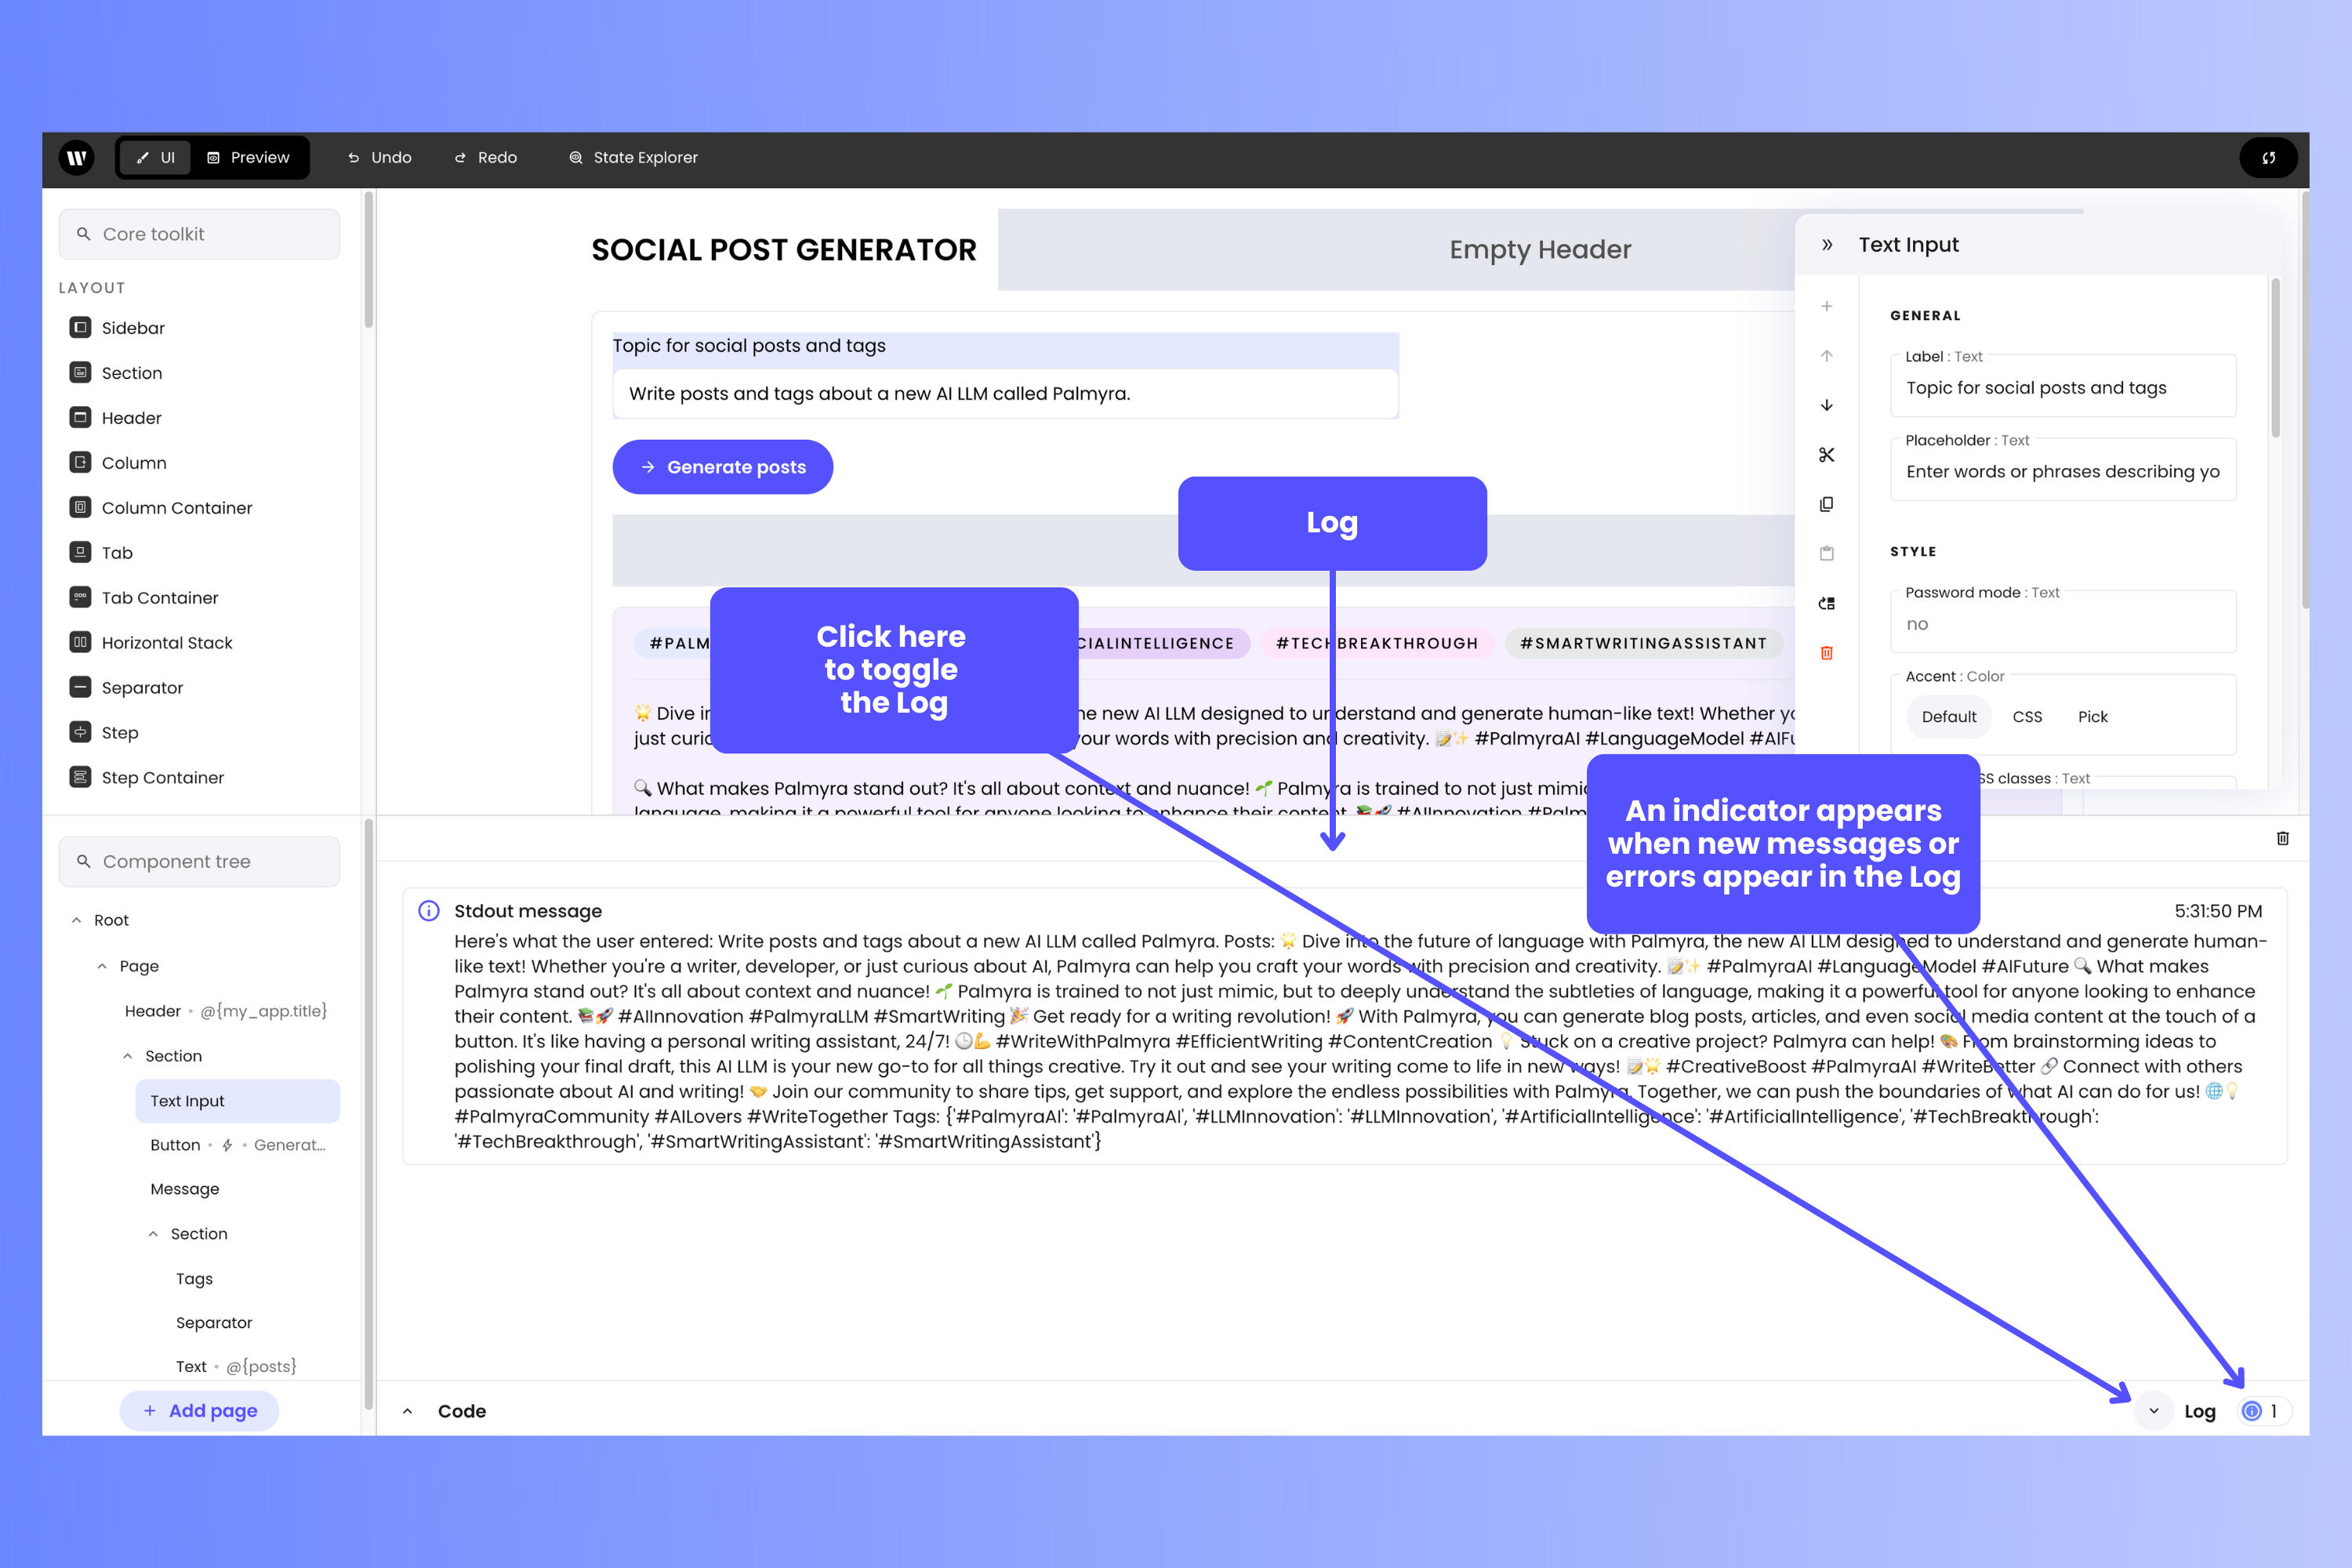 UI
Preview
Undo
Redo
State Explorer
Core toolkit
LAYOUT
Sidebar
Section
Header
Column
Column Container
Tab
Tab Container
Horizontal Stack
Separator
Step
Step Container
Component tree
Root
Page
Header • @{my_app.title}
Section
Text Input
Button • • Generat...
Message
Section
Tags
Separator
Text • @{posts}
+ Add page
SOCIAL POST GENERATOR
Empty Header
Topic for social posts and tags
Write posts and tags about a new AI LLM called Palmyra.
Generate posts
Log
Click here
to toggle
the Log
#TECHBREAKTHROUGH
#SMARTWRITINGASSISTANT
🌟 Dive
he new AI LLM designed to understand and generate human-like text! Whether
just
your words with precision and creativity. 📝✨ #PalmyraAI #LanguageModel
🔍 What makes Palmyra stand out? It's all about context and nuance! 🌱 Palmyra is trained to not just
language, making it a powerful tool for anyone looking to enhance their content. 📚🚀 #AIInnovation
Text Input
GENERAL
Label : Text
Topic for social posts and tags
Placeholder : Text
Enter words or phrases describing yo
STYLE
Password mode : Text
no
Accent : Color
Default
CSS
Pick
classes : Text
An indicator appears
when new messages or
errors appear in the Log
Stdout message
5:31:50 PM
Here's what the user entered: Write posts and tags about a new AI LLM called Palmyra. Posts: 🌟 Dive into the future of language with Palmyra, the new AI LLM designed to understand and generate human-
like text! Whether you're a writer, developer, or just curious about AI, Palmyra can help you craft your words with precision and creativity. 📝✨ #PalmyraAI #LanguageModel #AIFuture 🔍 What makes
Palmyra stand out? It's all about context and nuance! 🌱 Palmyra is trained to not just mimic, but to deeply understand the subtleties of language, making it a powerful tool for anyone looking to enhance
their content. 📚🚀 #AIInnovation #PalmyraLLM #SmartWriting 🎉 Get ready for a writing revolution! 🚀 With Palmyra, you can generate blog posts, articles, and even social media content at the touch of a
button. It's like having a personal writing assistant, 24/7! 🕒💪 #WriteWithPalmyra #EfficientWriting #ContentCreation 💡 Stuck on a creative project? Palmyra can help! 🎨 From brainstorming ideas to
polishing your final draft, this AI LLM is your new go-to for all things creative. Try it out and see your writing come to life in new ways! 📝🌟 #CreativeBoost #PalmyraAI #WriteBetter 🔗 Connect with others
passionate about AI and writing! 🤝 Join our community to share tips, get support, and explore the endless possibilities with Palmyra. Together, we can push the boundaries of what AI can do for us! 🌐💡
#PalmyraCommunity #AILovers #WriteTogether Tags: {'#PalmyraAI': '#PalmyraAI', '#LLMInnovation': '#LLMInnovation', '#ArtificialIntelligence': '#ArtificialIntelligence', '#TechBreakthrough':
'#TechBreakthrough', '#SmartWritingAssistant': '#SmartWritingAssistant'}
Code
Log
1